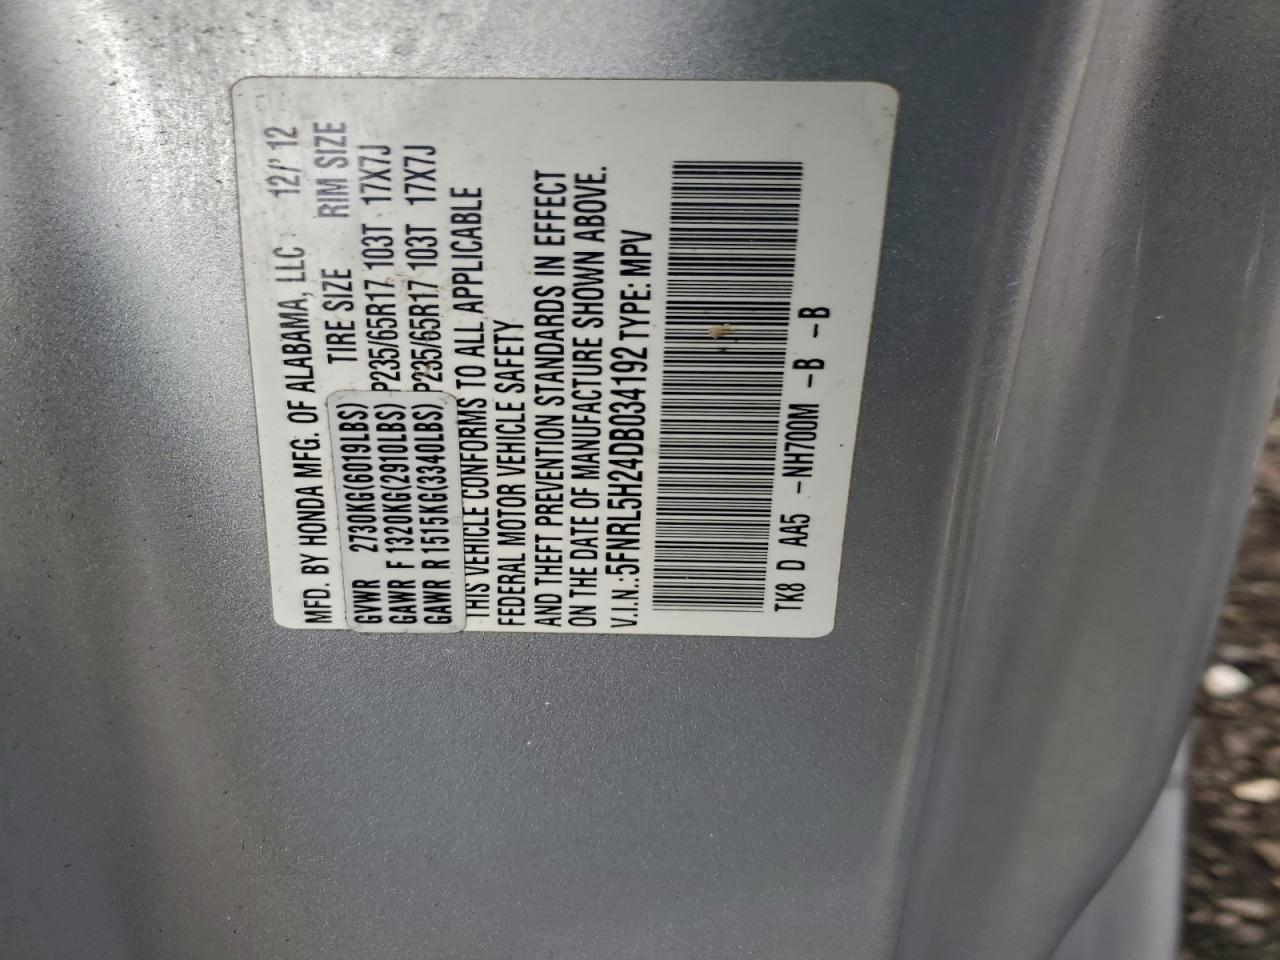 MFD. BY HONDA MFG. OF ALABAMA, LLC 12/'12
TIRE SIZE RIM SIZE
GVWR 2730KG(6019LBS)
GAWR F 1320KG(2910LBS) P235/65R17 103T 17X7J
GAWR R 1515KG(3340LBS) P235/65R17 103T 17X7J
THIS VEHICLE CONFORMS TO ALL APPLICABLE
FEDERAL MOTOR VEHICLE SAFETY
AND THEFT PREVENTION STANDARDS IN EFFECT
ON THE DATE OF MANUFACTURE SHOWN ABOVE.
V.I.N.:5FNRL5H24DB034192 TYPE: MPV
TK8 D AA5 -NH700M -B -B